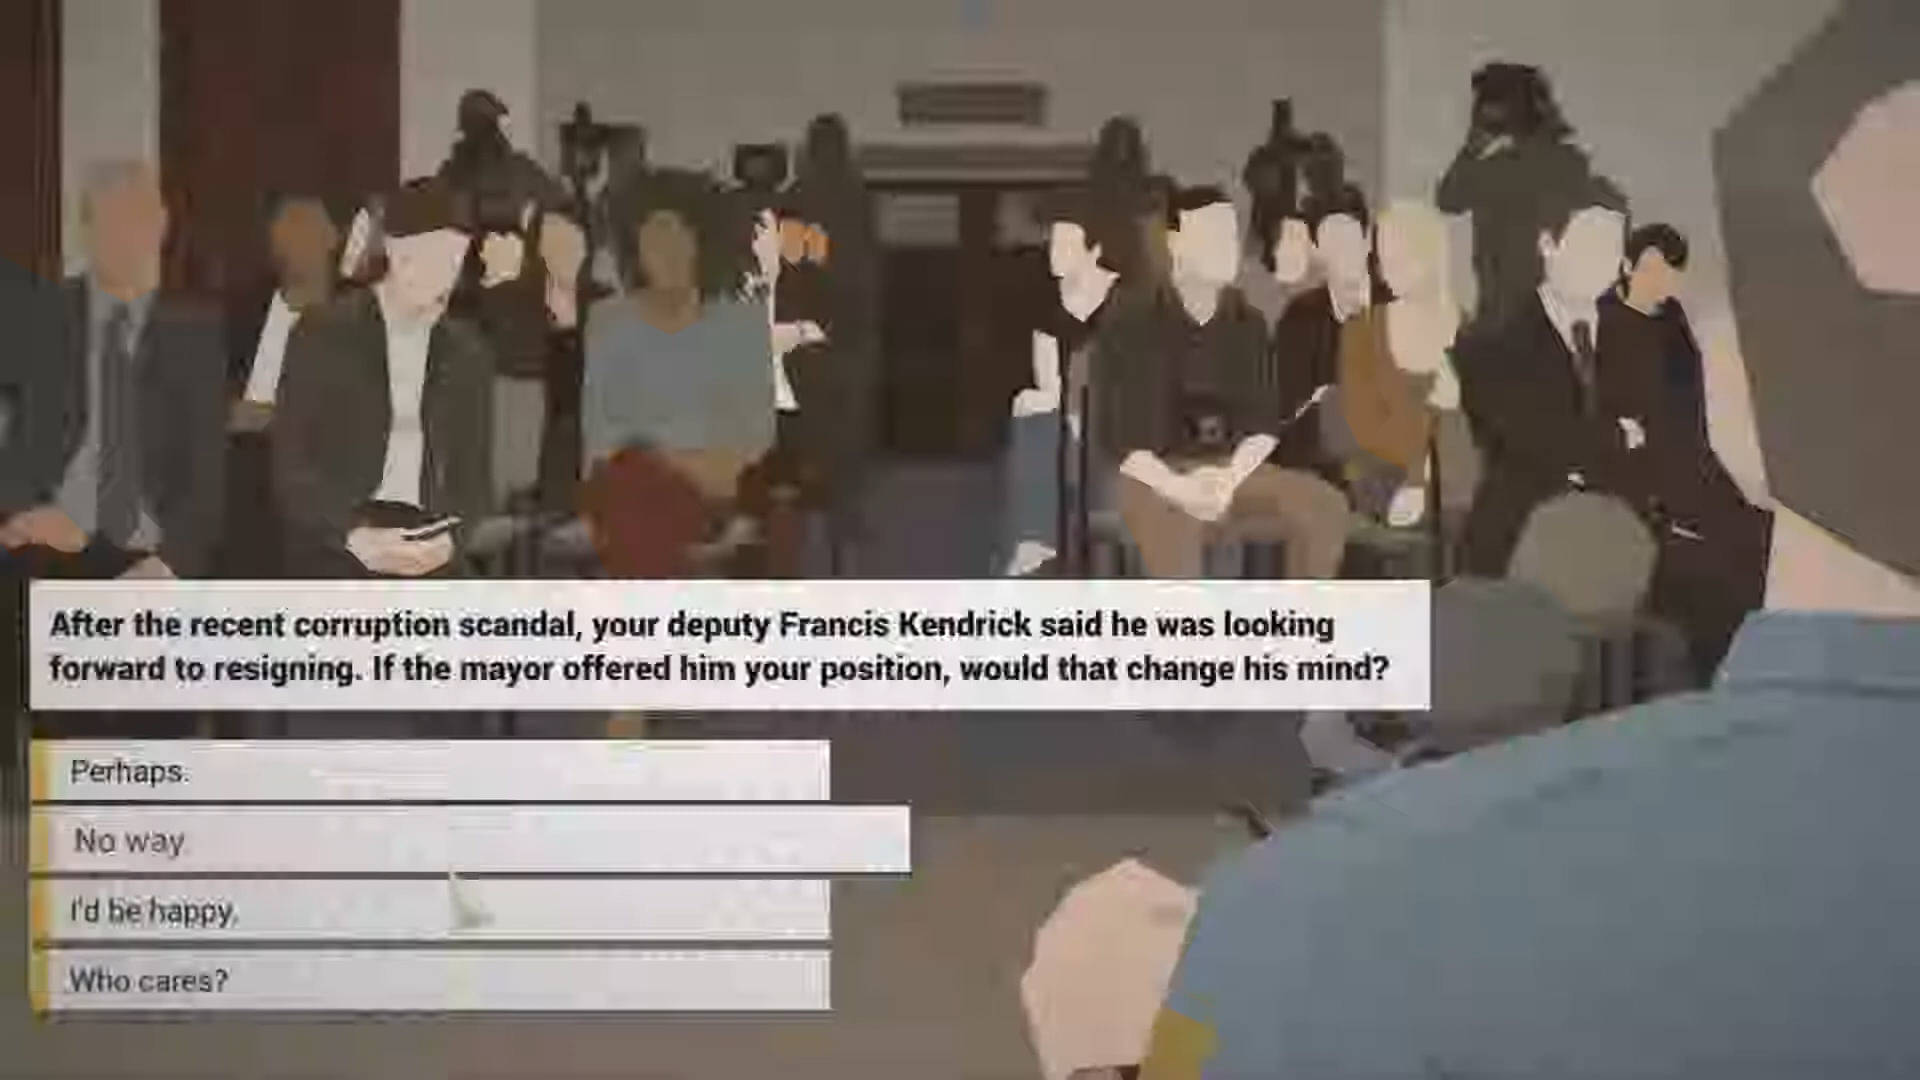 After the recent corruption scandal, your deputy Francis Kendrick said he was looking
forward to resigning. If the mayor offered him your position, would that change his mind?
Perhaps.
No way.
I'd be happy.
Who cares?